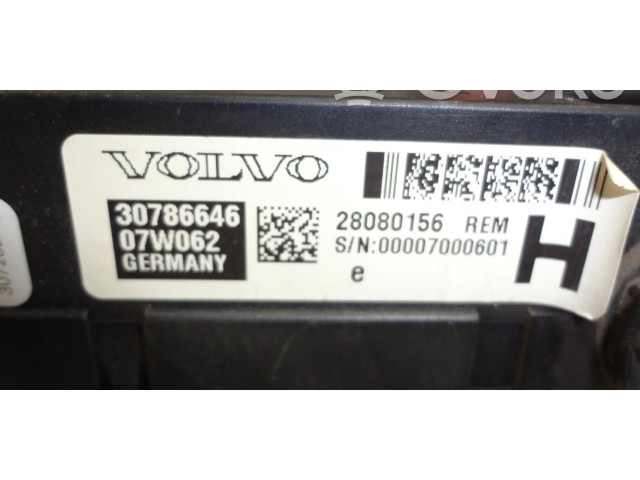 VOLVO
30786646
07W062
GERMANY
28080156 REM
S/N:00007000601
e
H